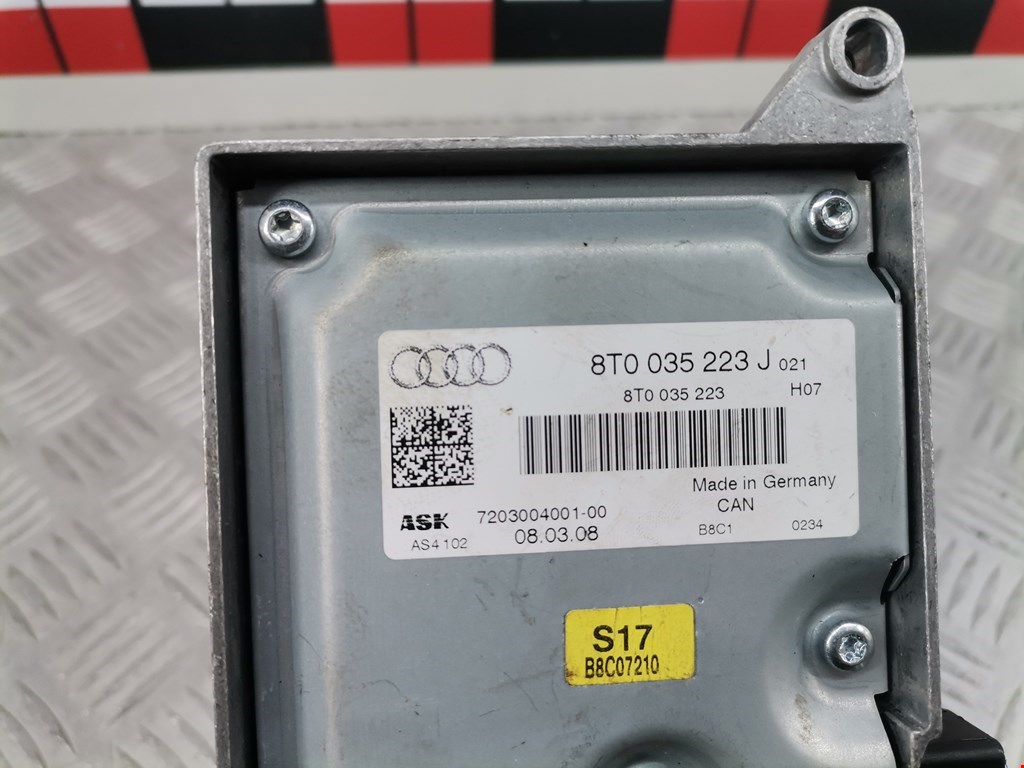 8T0 035 223 J 021
8T0 035 223 H07
Made in Germany
CAN
ASK 7203004001-00
AS4 102 08.03.08 B8C1 0234
S17
B8C07210